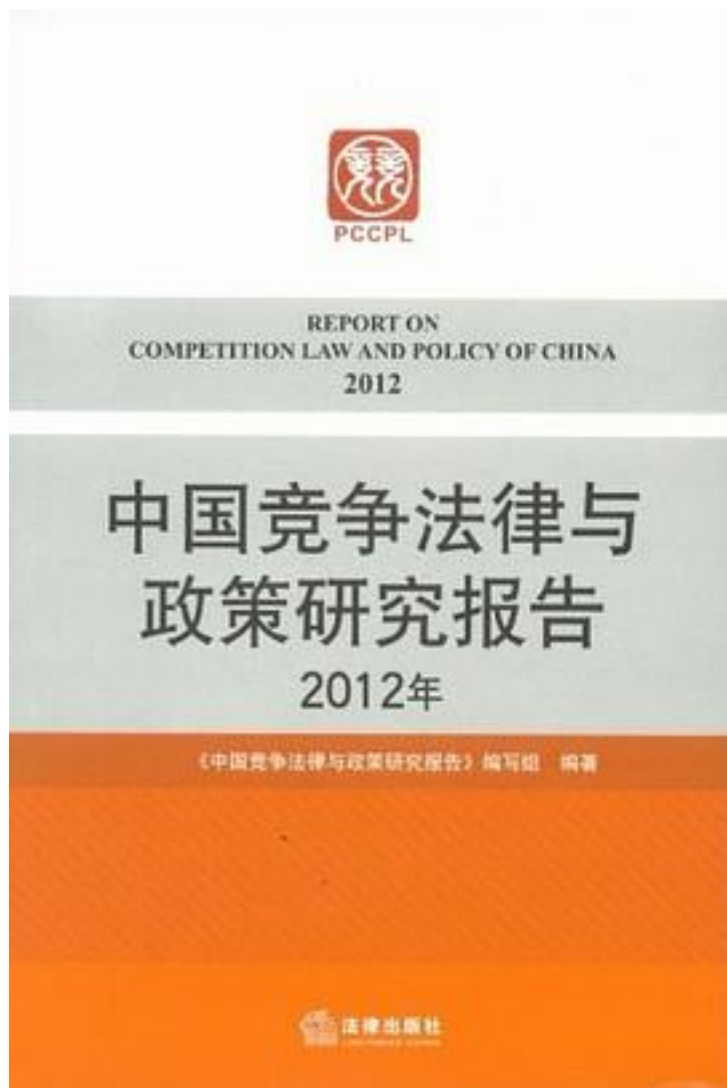 PCCPL
REPORT ON
COMPETITION LAW AND POLICY OF CHINA
2012
中国竞争法律与
政策研究报告
2012年
《中国竞争法律与政策研究报告》编写组 编著
法律出版社